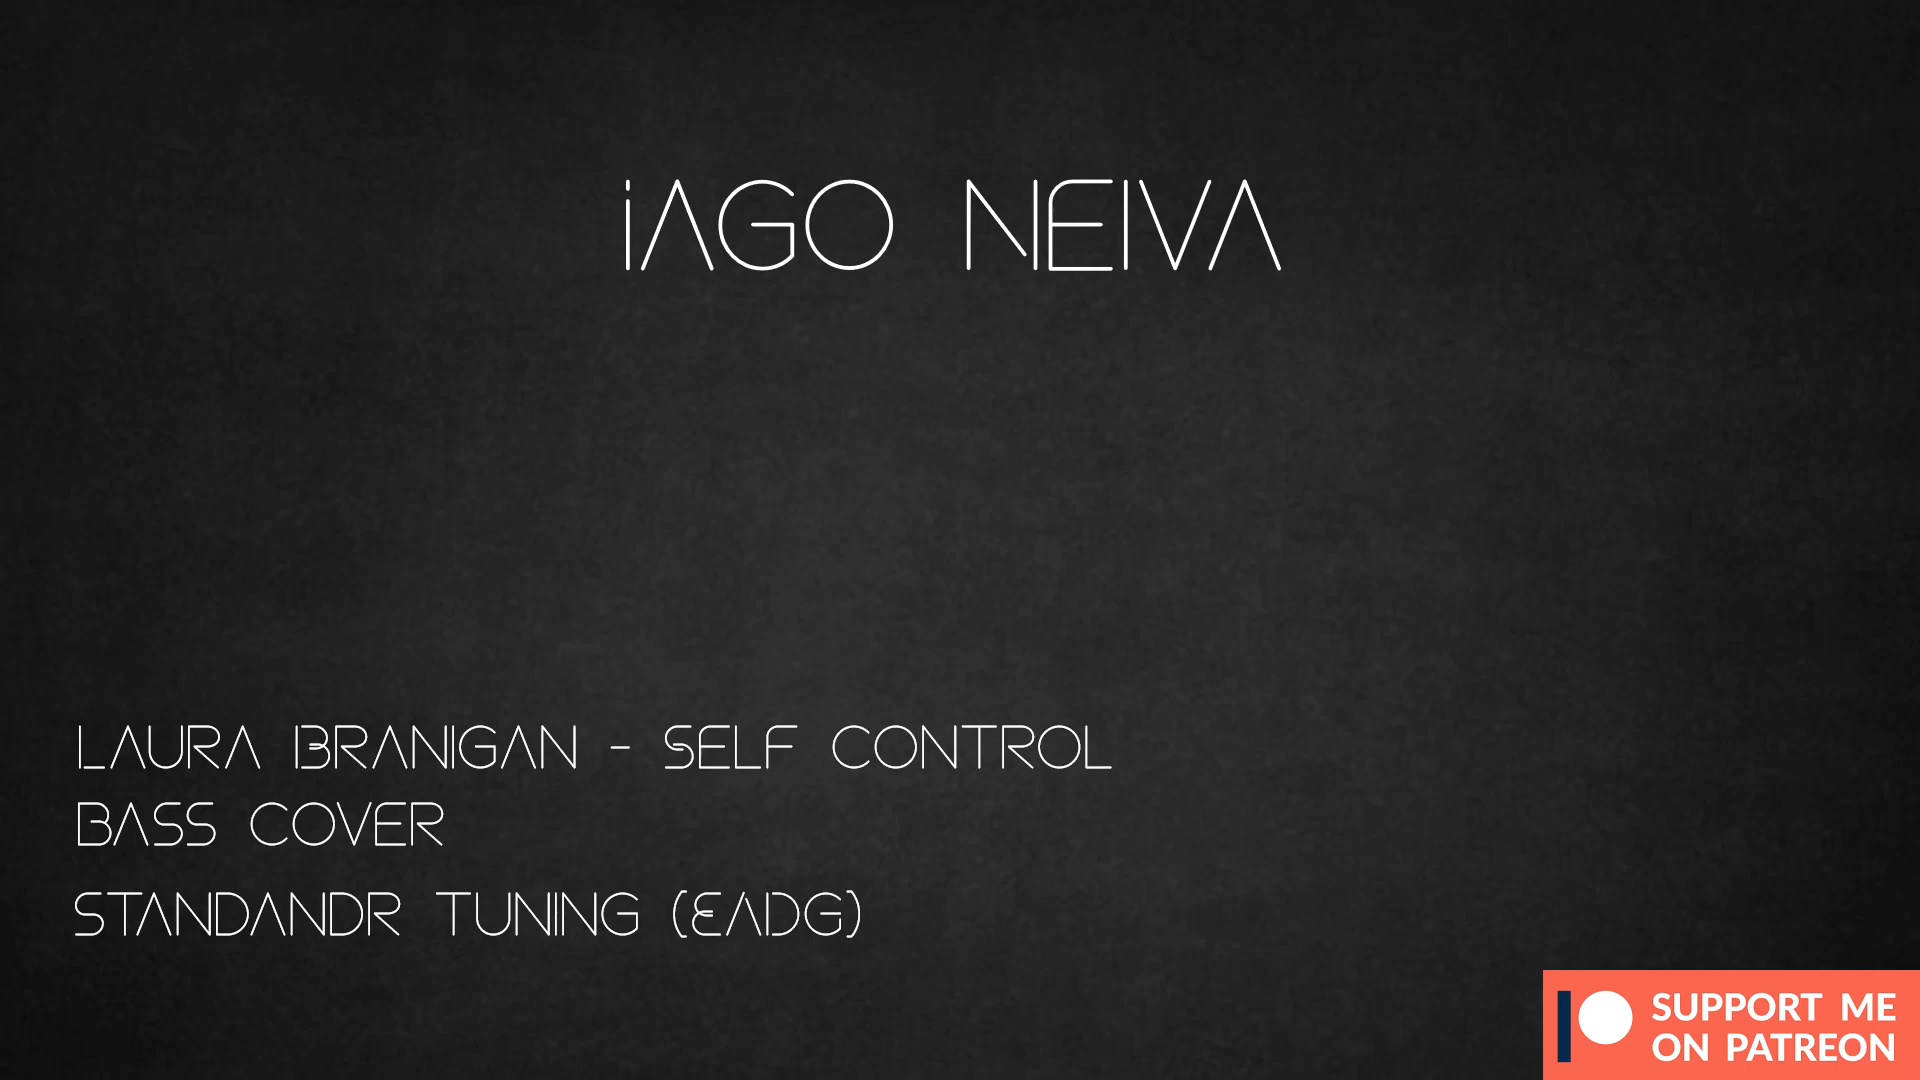 iAGO NEIVA
LAURA BRANIGAN - SELF CONTROL
BASS COVER
STANDANDR TUNING (EADG)
SUPPORT ME
ON PATREON